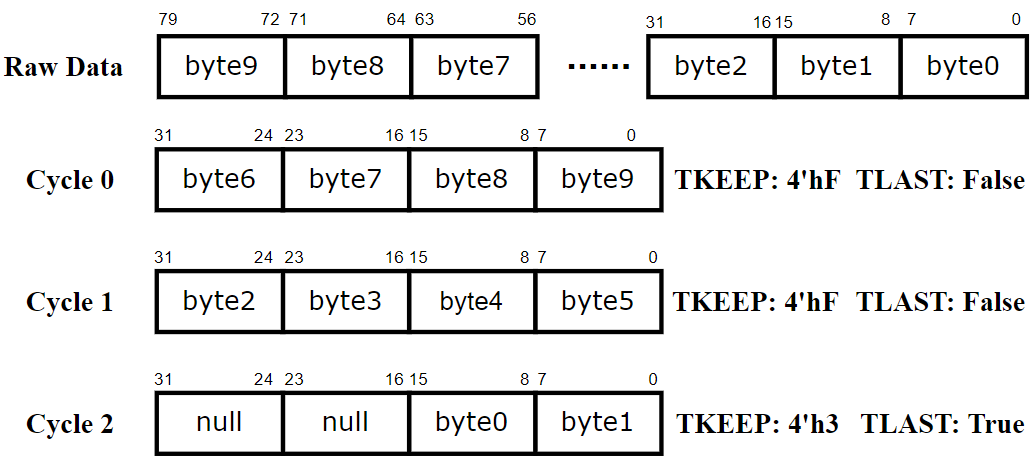 79 72 71 64 63 56 31 16 15 8 7 0
Raw Data byte9 byte8 byte7 ...... byte2 byte1 byte0
31 24 23 16 15 8 7 0
Cycle 0 byte6 byte7 byte8 byte9 TKEEP: 4'hF TLAST: False
31 24 23 16 15 8 7 0
Cycle 1 byte2 byte3 byte4 byte5 TKEEP: 4'hF TLAST: False
31 24 23 16 15 8 7 0
Cycle 2 null null byte0 byte1 TKEEP: 4'h3 TLAST: True